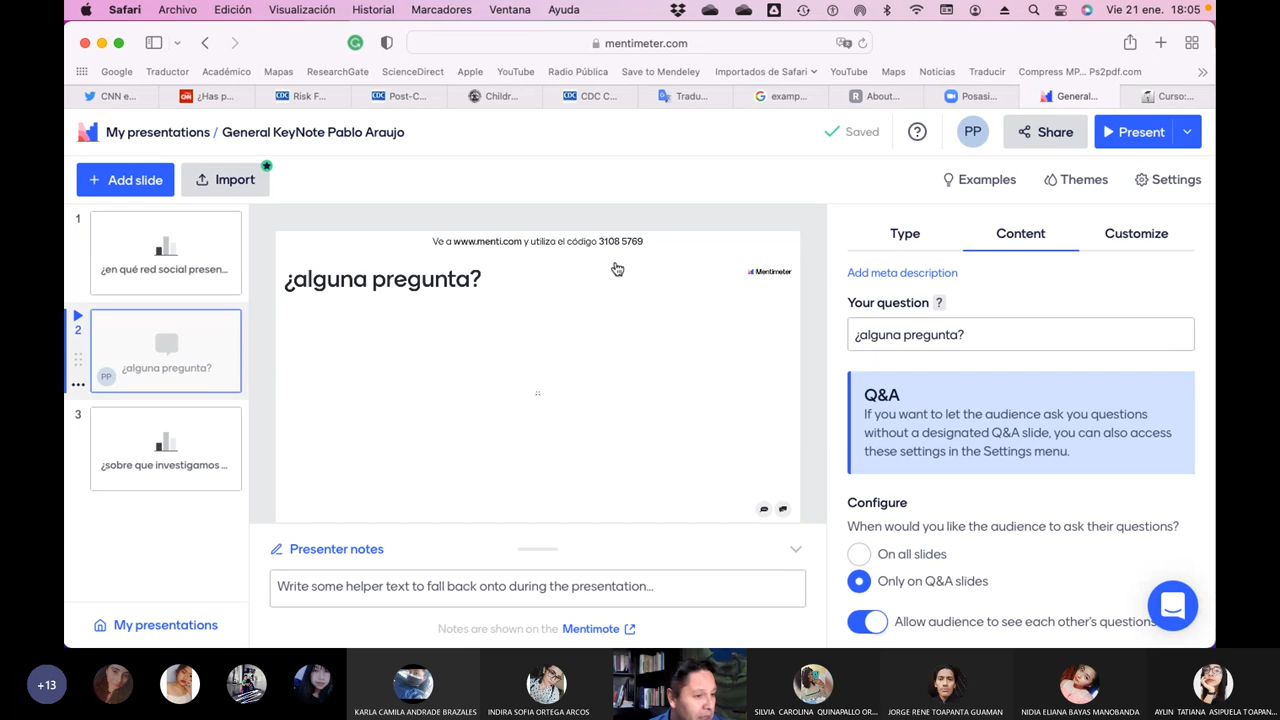 Safari Archivo Edición Visualización Historial Marcadores Ventana Ayuda Vie 21 ene. 18:05
mentimeter.com
Google Traductor Académico Mapas ResearchGate ScienceDirect Apple YouTube Radio Pública Save to Mendeley Importados de Safari YouTube Maps Noticias Traducir Compress MP... Ps2pdf.com
CNN e... ¿Has p... Risk F... Post-C... Childr... CDC C... Tradu... examp... About... Posasi... General... Curso:...
My presentations / General KeyNote Pablo Araujo Saved ? PP Share Present
+ Add slide Import Examples Themes Settings
1
¿en qué red social presen...
2
PP ¿alguna pregunta?
3
¿sobre que investigamos ...
My presentations
Ve a www.menti.com y utiliza el código 3108 5769
¿alguna pregunta?
Mentimeter
Presenter notes
Write some helper text to fall back onto during the presentation...
Notes are shown on the Mentimote
Type Content Customize
Add meta description
Your question ?
¿alguna pregunta?
Q&A
If you want to let the audience ask you questions
without a designated Q&A slide, you can also access
these settings in the Settings menu.
Configure
When would you like the audience to ask their questions?
On all slides
Only on Q&A slides
Allow audience to see each other's questions
+13
KARLA CAMILA ANDRADE BRAZALES INDIRA SOFIA ORTEGA ARCOS SILVIA CAROLINA QUINAPALLO OR... JORGE RENE TOAPANTA GUAMAN NIDIA ELIANA BAYAS MANOBANDA AYLIN TATIANA ASIPUELA TOAPAN...